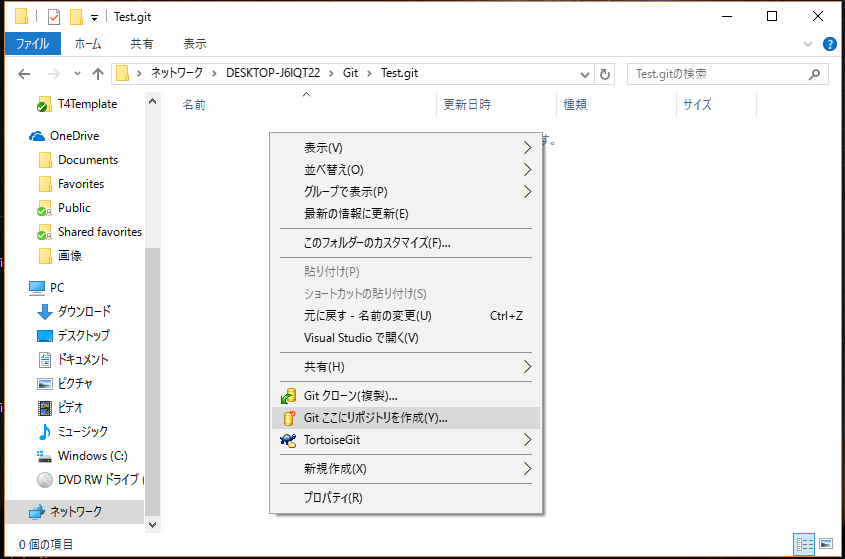 Test.git
ファイル ホーム 共有 表示
ネットワーク DESKTOP-J6IQT22 Git Test.git Test.gitの検索
名前 更新日時 種類 サイズ
T4Template
OneDrive
Documents
Favorites
Public
Shared favorites
画像
PC
ダウンロード
デスクトップ
ドキュメント
ピクチャ
ビデオ
ミュージック
Windows (C:)
DVD RW ドライブ (
ネットワーク
す。
表示(V)
並べ替え(O)
グループで表示(P)
最新の情報に更新(E)
このフォルダーのカスタマイズ(F)...
貼り付け(P)
ショートカットの貼り付け(S)
元に戻す - 名前の変更(U) Ctrl+Z
Visual Studio で開く(V)
共有(H)
Git クローン(複製)...
Git ここにリポジトリを作成(Y)...
TortoiseGit
新規作成(X)
プロパティ(R)
0 個の項目